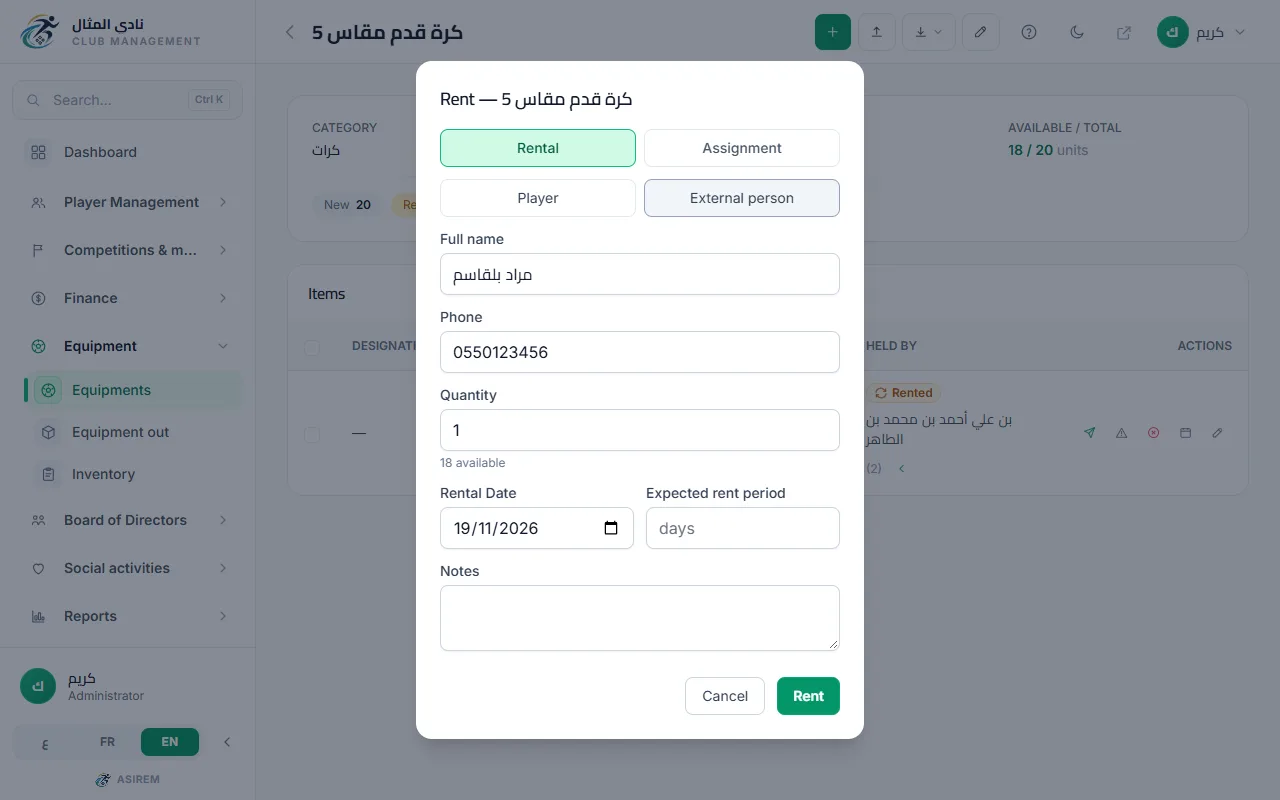 نادي المثال
CLUB MANAGEMENT
كرة قدم مقاس 5
كريم
Search...
Ctrl K
Dashboard
Player Management
Competitions & m...
Finance
Equipment
Equipments
Equipment out
Inventory
Board of Directors
Social activities
Reports
كريم
Administrator
ع
FR
EN
ASIREM
CATEGORY
كرات
AVAILABLE / TOTAL
18 / 20 units
New 20
Re
Items
DESIGNATI
HELD BY
ACTIONS
—
Rented
بن علي أحمد بن محمد بن
الطاهر
(2)
Rent — كرة قدم مقاس 5
Rental
Assignment
Player
External person
Full name
مراد بلقاسم
Phone
0550123456
Quantity
1
18 available
Rental Date
Expected rent period
19/11/2026
days
Notes
Cancel
Rent